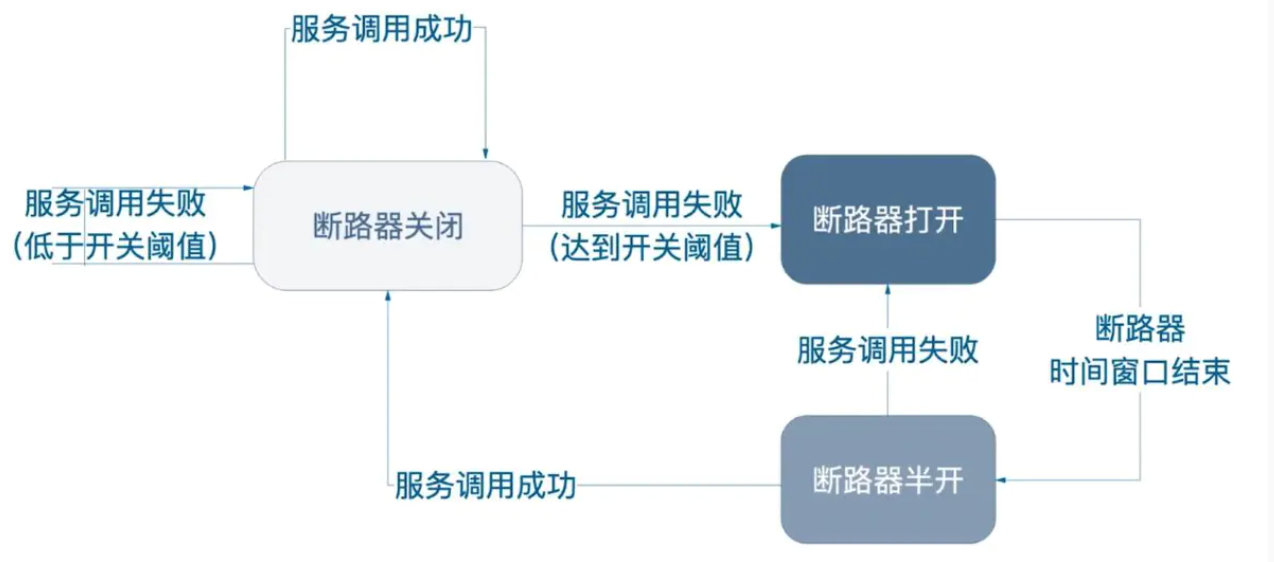 服务调用成功
服务调用失败
（低于开关阈值）
断路器关闭
服务调用失败
（达到开关阈值）
断路器打开
断路器
时间窗口结束
服务调用失败
服务调用成功
断路器半开